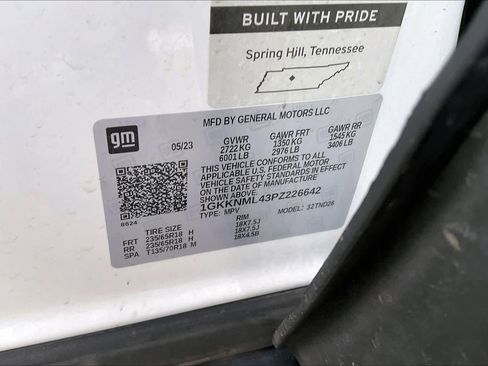 BUILT WITH PRIDE
Spring Hill, Tennessee
MFD BY GENERAL MOTORS LLC
gm
05/23 GVWR GAWR FRT GAWR RR
2722 KG 1350 KG 1545 KG
6001 LB 2976 LB 3406 LB
THIS VEHICLE CONFORMS TO ALL
APPLICABLE U.S. FEDERAL MOTOR
VEHICLE SAFETY STANDARDS IN EFFECT
ON THE DATE OF MANUFACTURE SHOWN ABOVE.
1GKKNML43PZ226642
8624 TYPE: MPV MODEL: 32TND26
TIRE SIZE RIM
FRT 235/65R18 H 18X7.5J
RR 235/65R18 H 18X7.5J
SPA T135/70R18 M 18X4.5B